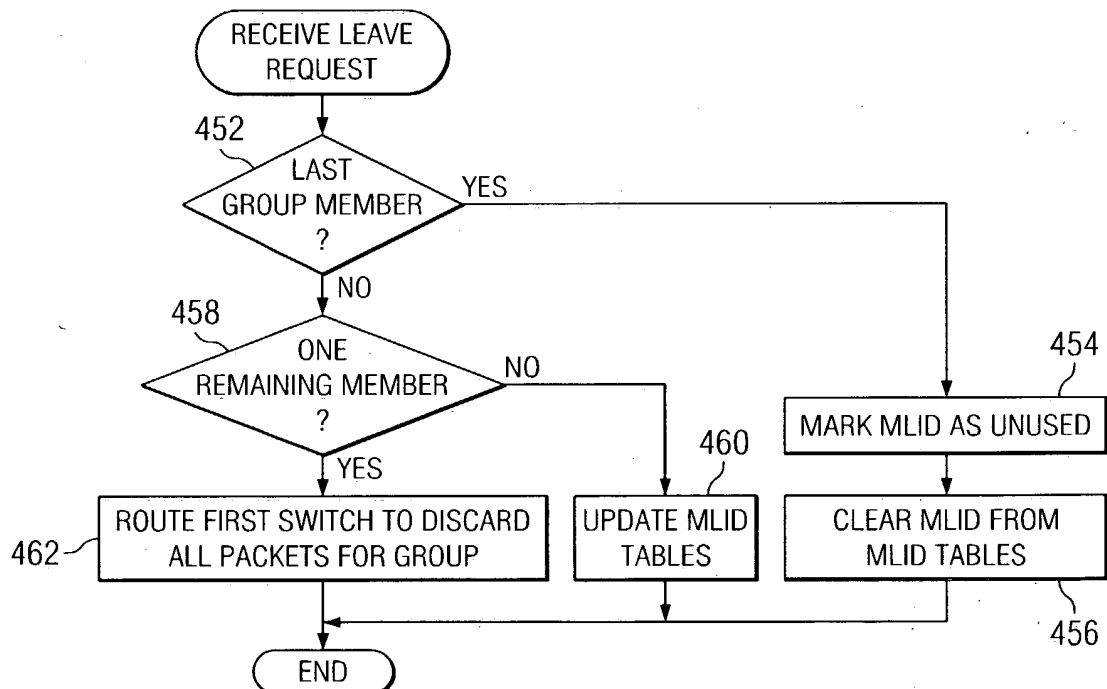 RECEIVE LEAVE
REQUEST
452
LAST
GROUP MEMBER
?
YES
NO
458
ONE
REMAINING MEMBER
?
NO
YES
454
MARK MLID AS UNUSED
460
462
ROUTE FIRST SWITCH TO DISCARD
ALL PACKETS FOR GROUP
UPDATE MLID
TABLES
CLEAR MLID FROM
MLID TABLES
456
END